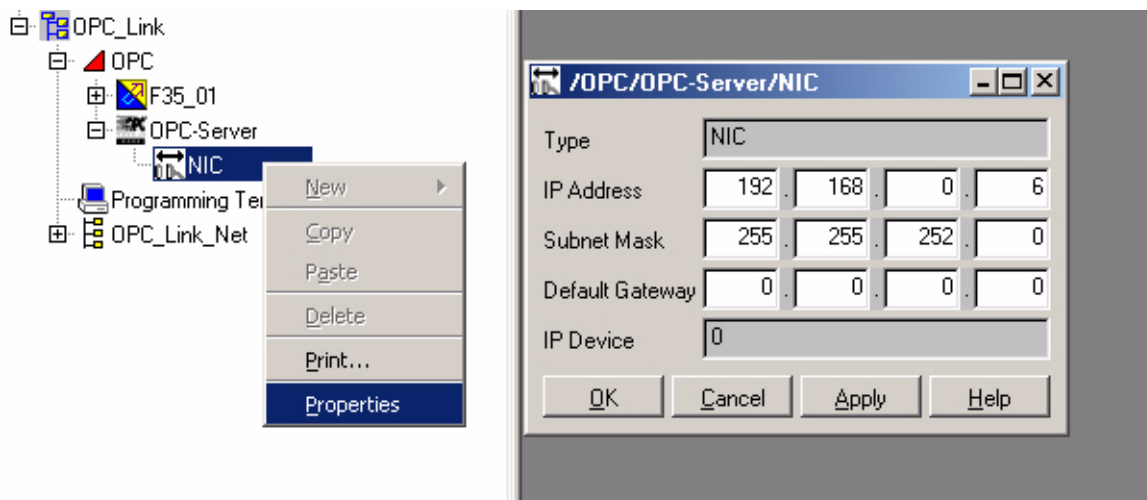 OPC_Link
OPC
F35_01
OPC-Server
NIC
Programming Te
OPC_Link_Net
New
Copy
Paste
Delete
Print...
Properties
/OPC/OPC-Server/NIC
Type NIC
IP Address 192 . 168 . 0 . 6
Subnet Mask 255 . 255 . 252 . 0
Default Gateway 0 . 0 . 0 . 0
IP Device 0
OK Cancel Apply Help